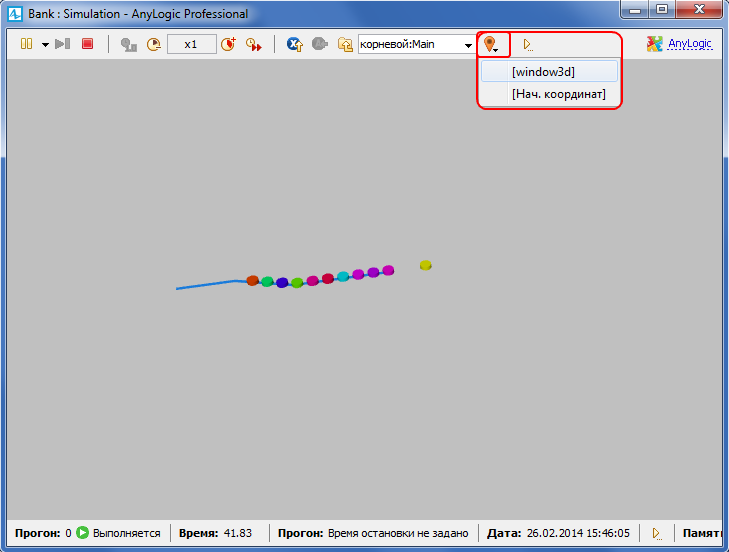 Bank : Simulation - AnyLogic Professional
x1 корневой:Main AnyLogic
[window3d]
[Нач. координат]
Прогон: 0 Выполняется Время: 41.83 Прогон: Время остановки не задано Дата: 26.02.2014 15:46:05 Память